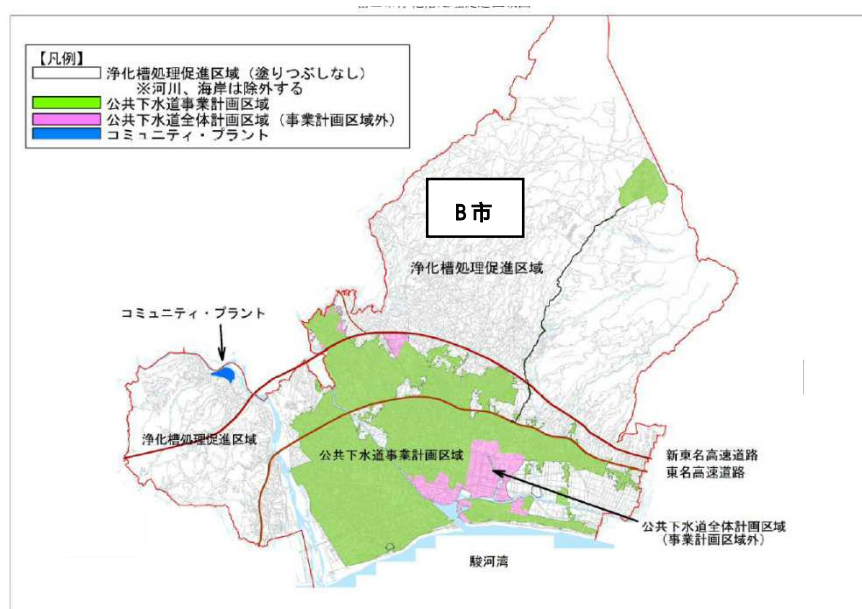 【凡例】
浄化槽処理促進区域（塗りつぶしなし）
※河川、海岸は除外する
公共下水道事業計画区域
公共下水道全体計画区域（事業計画区域外）
コミュニティ・プラント
B市
浄化槽処理促進区域
コミュニティ・プラント
浄化槽処理促進区域
公共下水道事業計画区域
新東名高速道路
東名高速道路
公共下水道全体計画区域
（事業計画区域外）
駿河湾